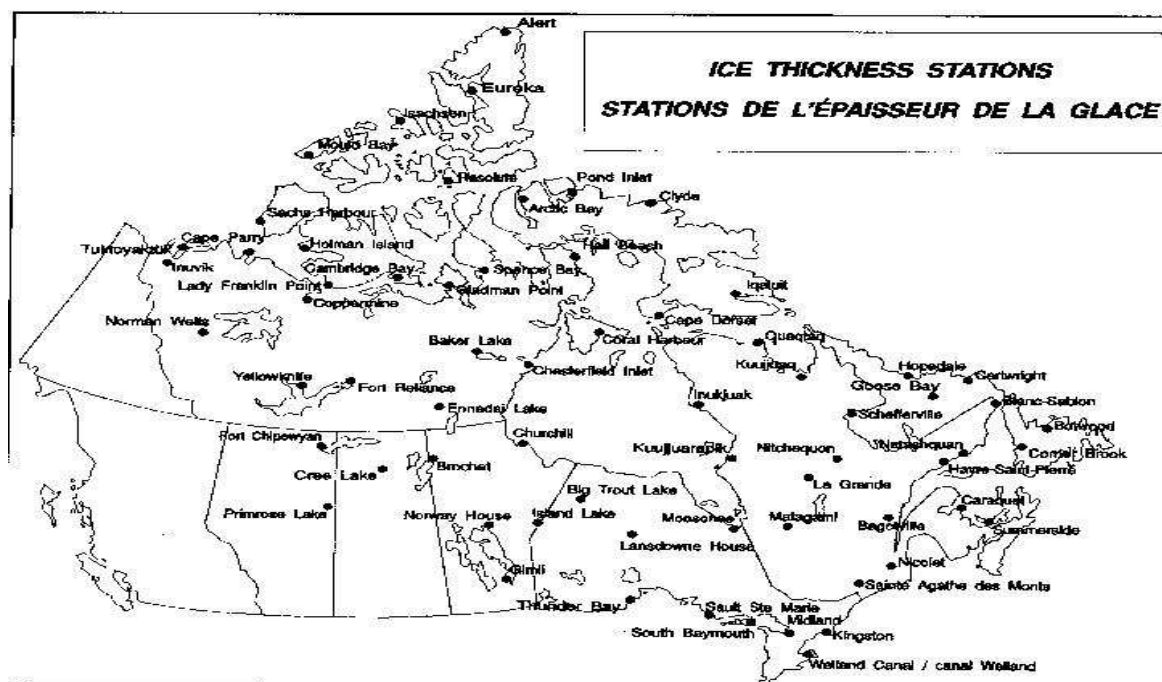 Alert
ICE THICKNESS STATIONS
STATIONS DE L'ÉPAISSEUR DE LA GLACE
Eureka
Isachsen
Mould Bay
Resolute
Pond Inlet
Clyde
Arctic Bay
Sachs Harbour
Cape Parry
Holman Island
Hall Beach
Tuktoyaktuk
Inuvik
Cambridge Bay
Spence Bay
Lady Franklin Point
Gladman Point
Iqaluit
Coppermine
Norman Wells
Cape Dorset
Coral Harbour
Quaqtaq
Baker Lake
Chesterfield Inlet
Kuujjuaq
Hopedale
Cartwright
Yellowknife
Fort Reliance
Goose Bay
Inukjuak
Blanc-Sablon
Ennadai Lake
Schefferville
Botwood
Fort Chipewyan
Churchill
Kuujjuarapik
Nitchequon
Natashquan
Corner Brook
Cree Lake
Brochet
Havre-Saint-Pierre
La Grande
Big Trout Lake
Caraquet
Primrose Lake
Norway House
Island Lake
Moosonee
Matagami
Bagotville
Summerside
Lansdowne House
Nicolet
Gimli
Sainte Agathe des Monts
Thunder Bay
Sault Ste Marie
South Baymouth
Midland
Kingston
Welland Canal / canal Welland